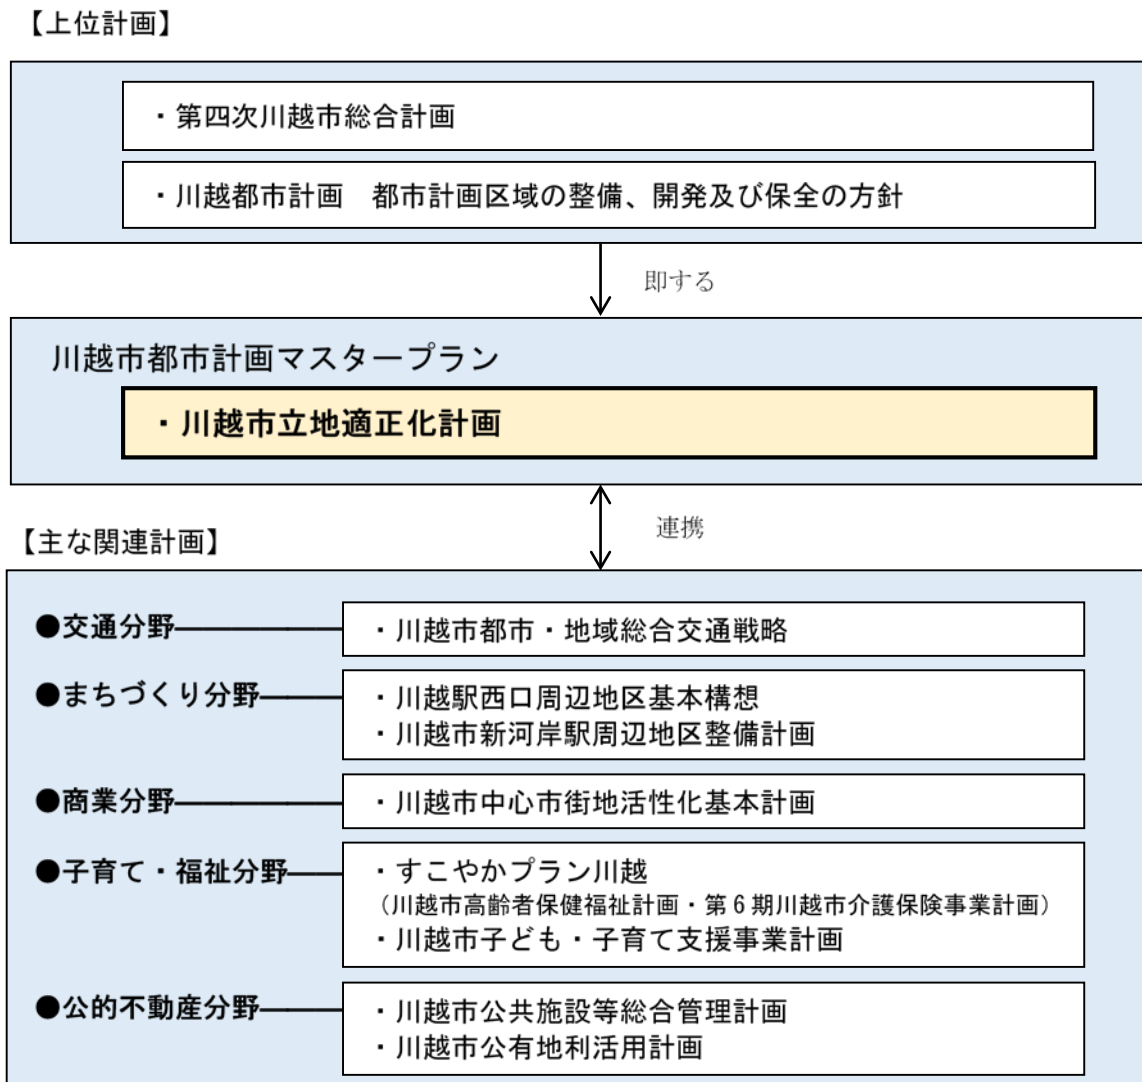 【上位計画】
・第四次川越市総合計画
・川越都市計画　都市計画区域の整備、開発及び保全の方針
即する
川越市都市計画マスタープラン
・川越市立地適正化計画
連携
【主な関連計画】
●交通分野
・川越市都市・地域総合交通戦略
●まちづくり分野
・川越駅西口周辺地区基本構想
・川越市新河岸駅周辺地区整備計画
●商業分野
・川越市中心市街地活性化基本計画
●子育て・福祉分野
・すこやかプラン川越
（川越市高齢者保健福祉計画・第６期川越市介護保険事業計画）
・川越市子ども・子育て支援事業計画
●公的不動産分野
・川越市公共施設等総合管理計画
・川越市公有地利活用計画